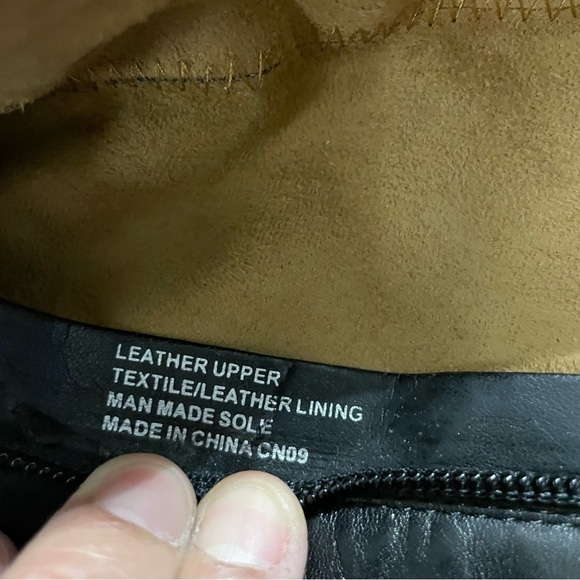 LEATHER UPPER
TEXTILE/LEATHER LINING
MAN MADE SOLE
MADE IN CHINA CN09